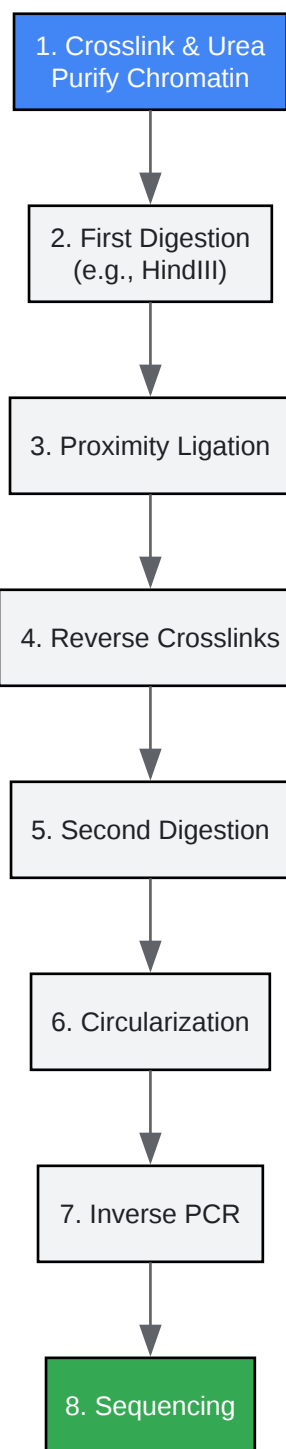 1. Crosslink & Urea
Purify Chromatin
2. First Digestion
(e.g., HindIII)
3. Proximity Ligation
4. Reverse Crosslinks
5. Second Digestion
6. Circularization
7. Inverse PCR
8. Sequencing